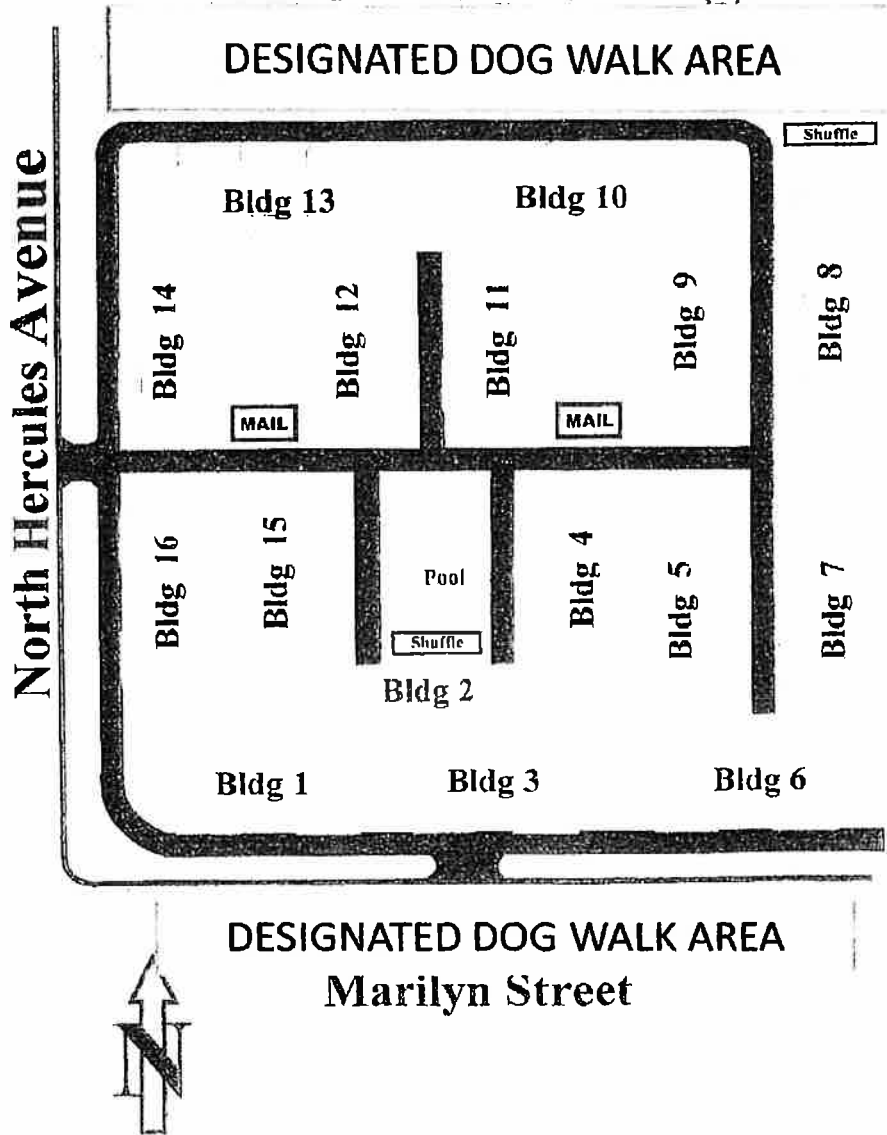 DESIGNATED DOG WALK AREA
Shuffle
North Hercules Avenue
Bldg 13
Bldg 10
Bldg 14
Bldg 12
Bldg 11
Bldg 9
Bldg 8
MAIL
MAIL
Bldg 16
Bldg 15
Pool
Bldg 4
Bldg 5
Bldg 7
Shuffle
Bldg 2
Bldg 1
Bldg 3
Bldg 6
DESIGNATED DOG WALK AREA
Marilyn Street
N